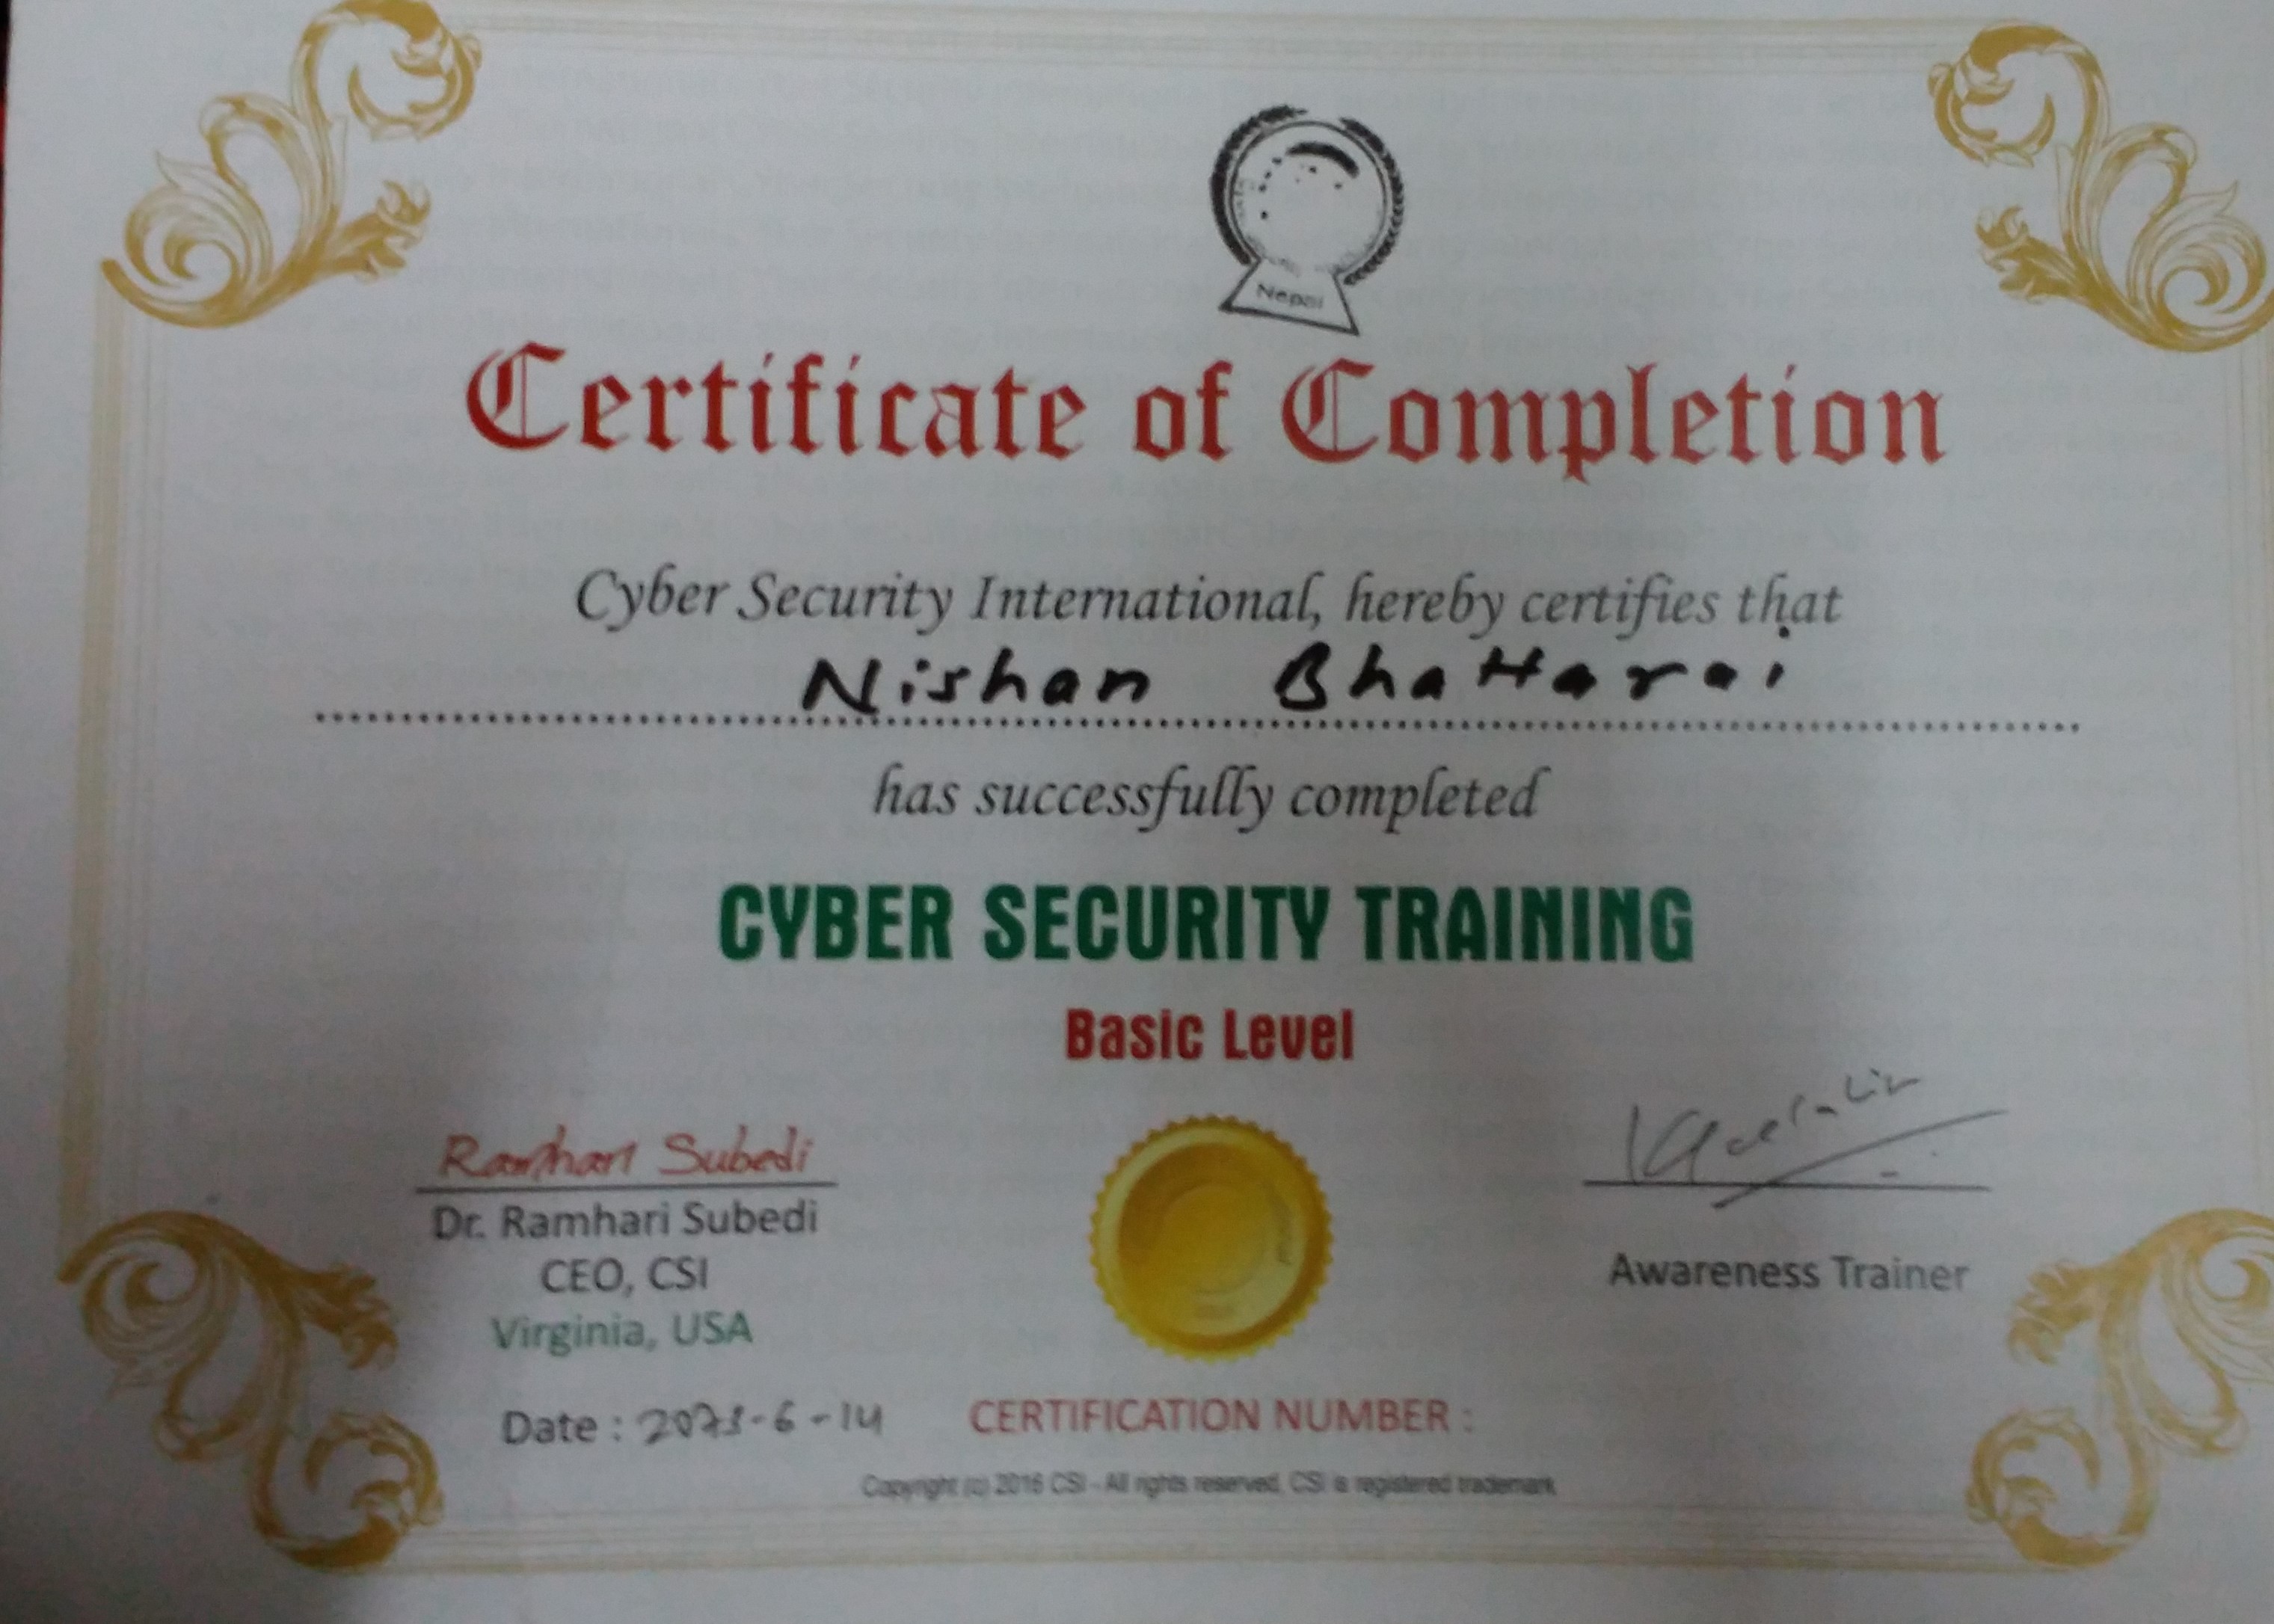 Nepal
Certificate of Completion
Cyber Security International, hereby certifies that
Nishan Bhattarai
has successfully completed
CYBER SECURITY TRAINING
Basic Level
Ramhari Subedi
Dr. Ramhari Subedi
CEO, CSI
Virginia, USA
Awareness Trainer
Date : 2073-6-14
CERTIFICATION NUMBER :
Copyright (c) 2016 CSI - All rights reserved. CSI is registered trademark